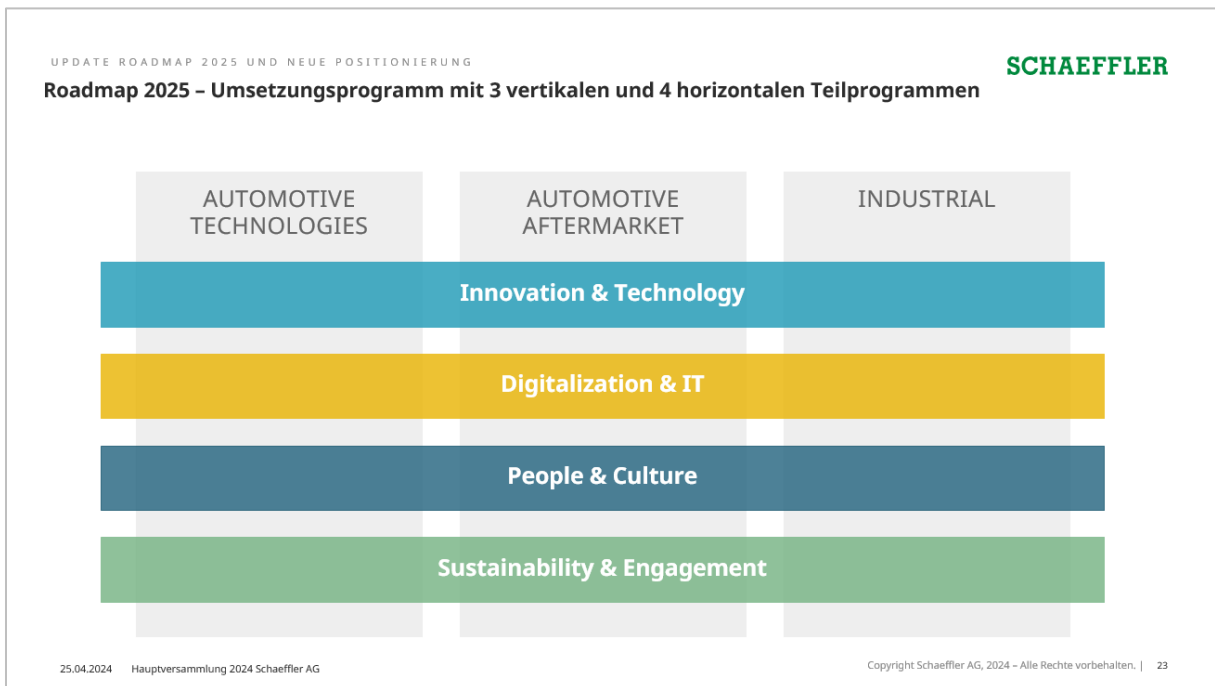 UPDATE ROADMAP 2025 UND NEUE POSITIONIERUNG
SCHAEFFLER
Roadmap 2025 – Umsetzungsprogramm mit 3 vertikalen und 4 horizontalen Teilprogrammen
AUTOMOTIVE
TECHNOLOGIES
AUTOMOTIVE
AFTERMARKET
INDUSTRIAL
Innovation & Technology
Digitalization & IT
People & Culture
Sustainability & Engagement
25.04.2024 Hauptversammlung 2024 Schaeffler AG
Copyright Schaeffler AG, 2024 – Alle Rechte vorbehalten. | 23